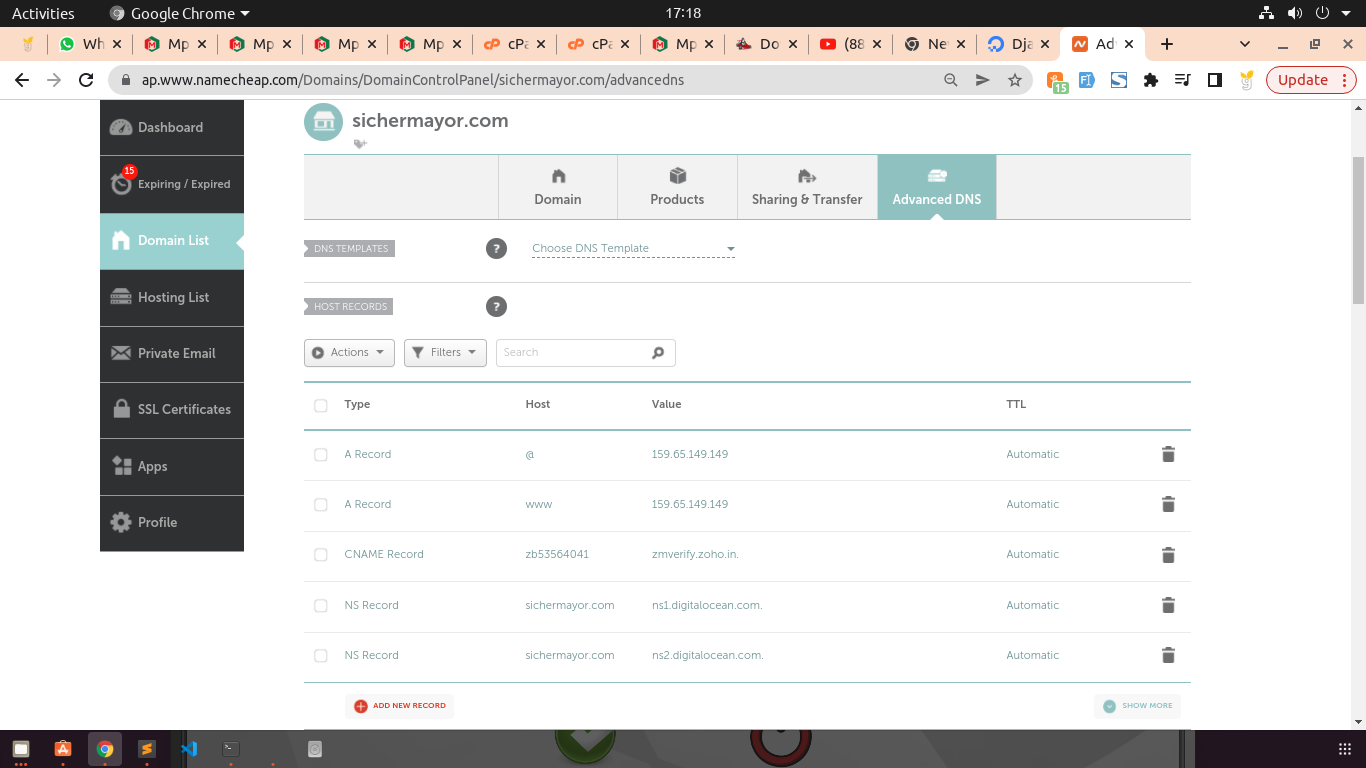 Activities Google Chrome 17:18
Wh Mp Mp Mp Mp cPa cPa Mp Do (88 Ne Dja Ad
ap.www.namecheap.com/Domains/DomainControlPanel/sichermayor.com/advancedns 15 Update
Dashboard
15
Expiring / Expired
Domain List
Hosting List
Private Email
SSL Certificates
Apps
Profile
sichermayor.com
Domain Products Sharing & Transfer Advanced DNS
DNS TEMPLATES ? Choose DNS Template
HOST RECORDS ?
Actions Filters Search
Type Host Value TTL
A Record @ 159.65.149.149 Automatic
A Record www 159.65.149.149 Automatic
CNAME Record zb53564041 zmverify.zoho.in. Automatic
NS Record sichermayor.com ns1.digitalocean.com. Automatic
NS Record sichermayor.com ns2.digitalocean.com. Automatic
ADD NEW RECORD SHOW MORE